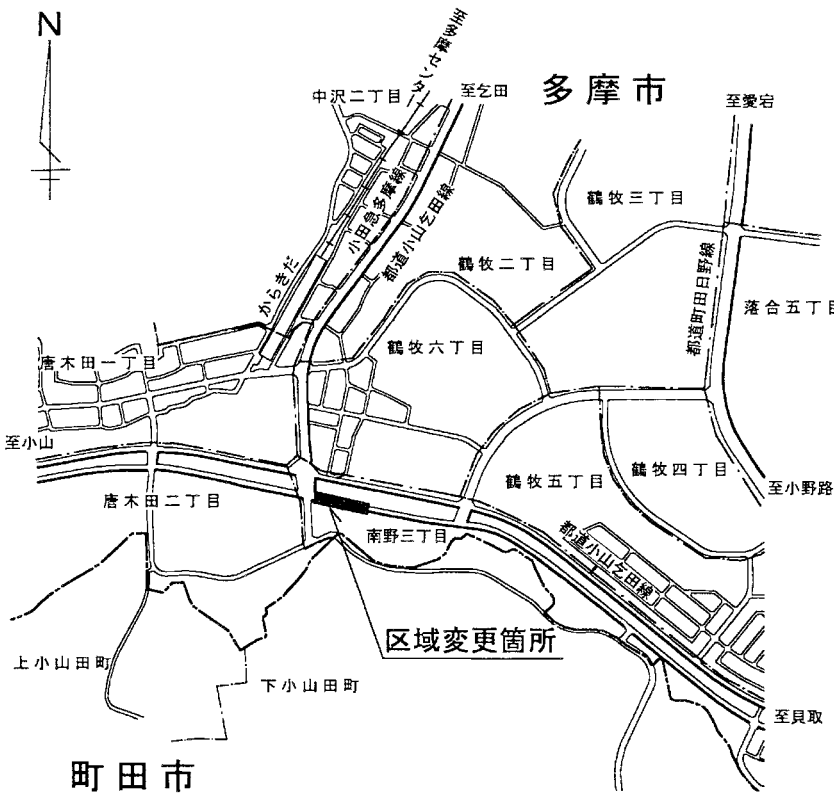 N
至多摩センタ
中沢二丁目
至乞田
多摩市
至愛宕
小田急多摩線
都道小山乞田線
鶴牧三丁目
からきだ
鶴牧二丁目
都道町田日野線
落合五丁目
唐木田一丁目
鶴牧六丁目
至小山
鶴牧五丁目
鶴牧四丁目
至小野路
唐木田二丁目
南野三丁目
都道小山乞田線
区域変更箇所
上小山田町
下小山田町
至貝取
町田市